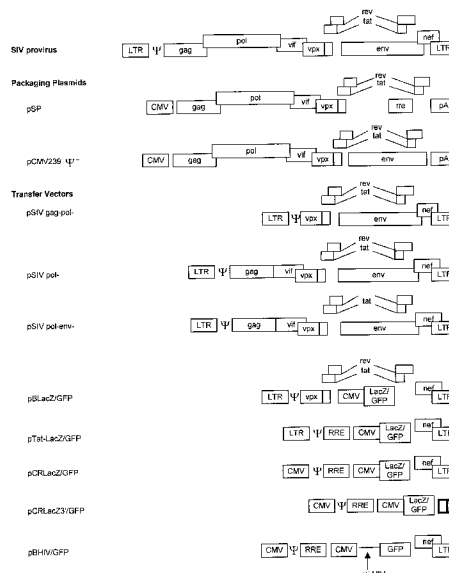 rev
tat
nef
pol
SIV provirus LTR Ψ gag vif vpx env LTR
Packaging Plasmids
rev
tat
pol
pSP CMV gag vif vpx rre pA
rev
tat
pol
pCMV239 Ψ⁻ CMV gag vif vpx env pA
Transfer Vectors
rev
tat
nef
pSIV gag-pol- LTR Ψ vpx env LTR
rev
tat
nef
pSIV pol- LTR Ψ gag vif vpx env LTR
tat
nef
pSIV pol-env- LTR Ψ gag vif vpx env LTR
rev
tat
nef
pBLacZ/GFP LTR Ψ vpx CMV LacZ/ GFP LTR
nef
pTat-LacZ/GFP LTR Ψ RRE CMV LacZ/ GFP LTR
nef
pCRLacZ/GFP CMV Ψ RRE CMV LacZ/ GFP LTR
pCRLacZ3'/GFP CMV Ψ RRE CMV LacZ/ GFP
nef
pBHIV/GFP CMV Ψ RRE CMV GFP LTR